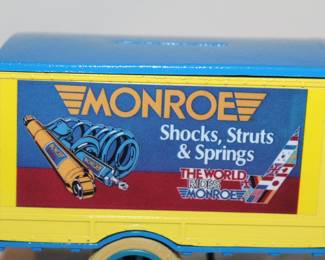 MONROE
Shocks, Struts
& Springs
THE WORLD
RIDES
MONROE